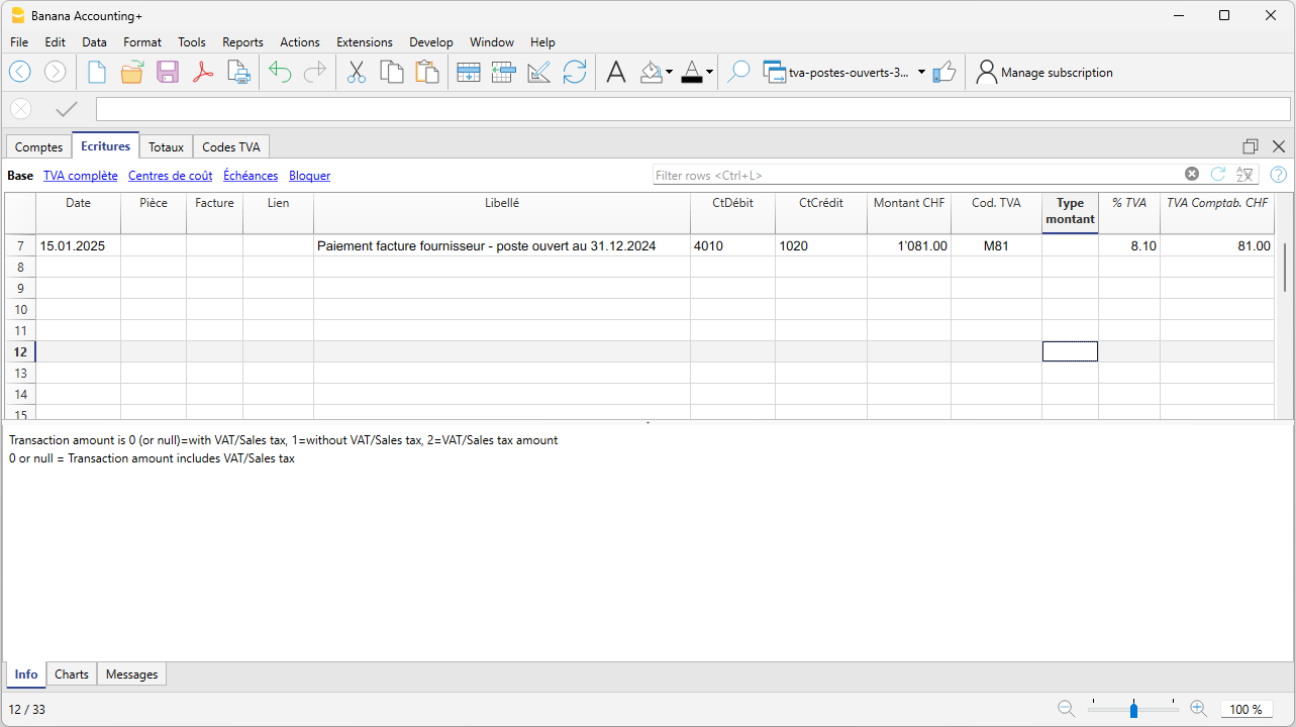 Banana Accounting+
File Edit Data Format Tools Reports Actions Extensions Develop Window Help
tva-postes-ouverts-3... Manage subscription
Comptes Ecritures Totaux Codes TVA
Base TVA complète Centres de coût Échéances Bloquer Filter rows <Ctrl+L>
Date Pièce Facture Lien Libellé CtDébit CtCrédit Montant CHF Cod. TVA Type montant % TVA TVA Comptab. CHF
7 15.01.2025 Paiement facture fournisseur - poste ouvert au 31.12.2024 4010 1020 1'081.00 M81 8.10 81.00
8
9
10
11
12
13
14
15
Transaction amount is 0 (or null)=with VAT/Sales tax, 1=without VAT/Sales tax, 2=VAT/Sales tax amount
0 or null = Transaction amount includes VAT/Sales tax
Info Charts Messages
12 / 33 100 %